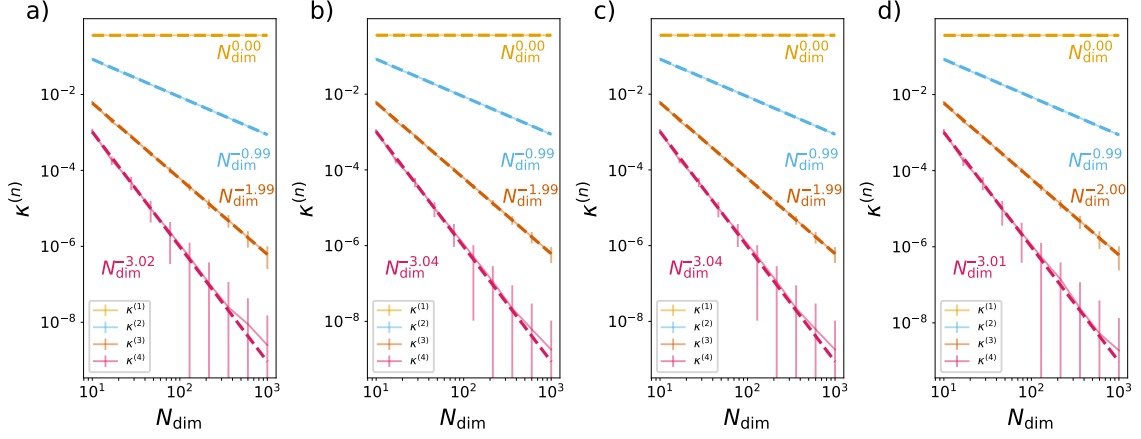 a)
κ^(n)
10^−2
10^−4
10^−6
10^−8
N_dim^0.00
N_dim^−0.99
N_dim^−1.99
N_dim^−3.02
κ^(1)
κ^(2)
κ^(3)
κ^(4)
10^1 10^2 10^3
N_dim
b)
κ^(n)
10^−2
10^−4
10^−6
10^−8
N_dim^0.00
N_dim^−0.99
N_dim^−1.99
N_dim^−3.04
κ^(1)
κ^(2)
κ^(3)
κ^(4)
10^1 10^2 10^3
N_dim
c)
κ^(n)
10^−2
10^−4
10^−6
10^−8
N_dim^0.00
N_dim^−0.99
N_dim^−1.99
N_dim^−3.04
κ^(1)
κ^(2)
κ^(3)
κ^(4)
10^1 10^2 10^3
N_dim
d)
κ^(n)
10^−2
10^−4
10^−6
10^−8
N_dim^0.00
N_dim^−0.99
N_dim^−2.00
N_dim^−3.01
κ^(1)
κ^(2)
κ^(3)
κ^(4)
10^1 10^2 10^3
N_dim